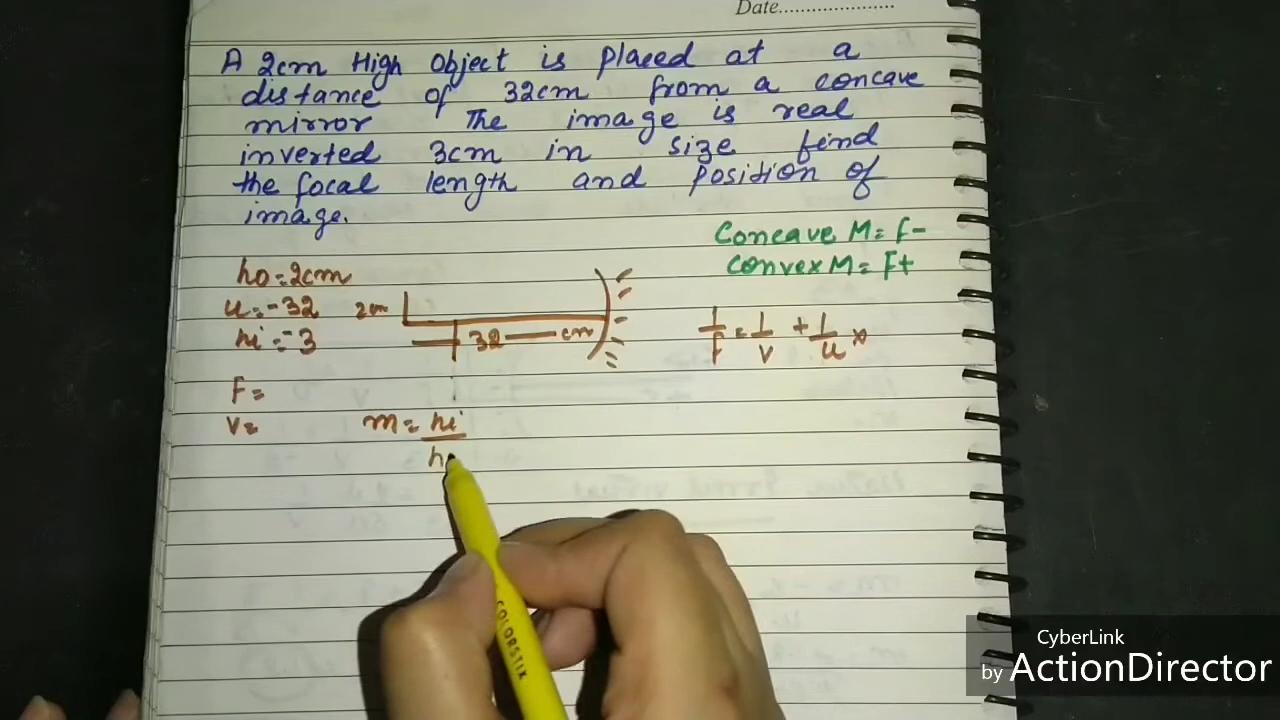 Date....................
A 2cm High Object is placed at a
distance of 32cm from a concave
mirror The image is real
inverted 3cm in size find
the focal length and position of
image.
Concave M= F-
Convex M= F+
ho=2cm
u=-32 2cm
hi=-3 32 cm
1/F = 1/v + 1/u
F=
v= m= hi
h
COLORSTIX
CyberLink
by ActionDirector